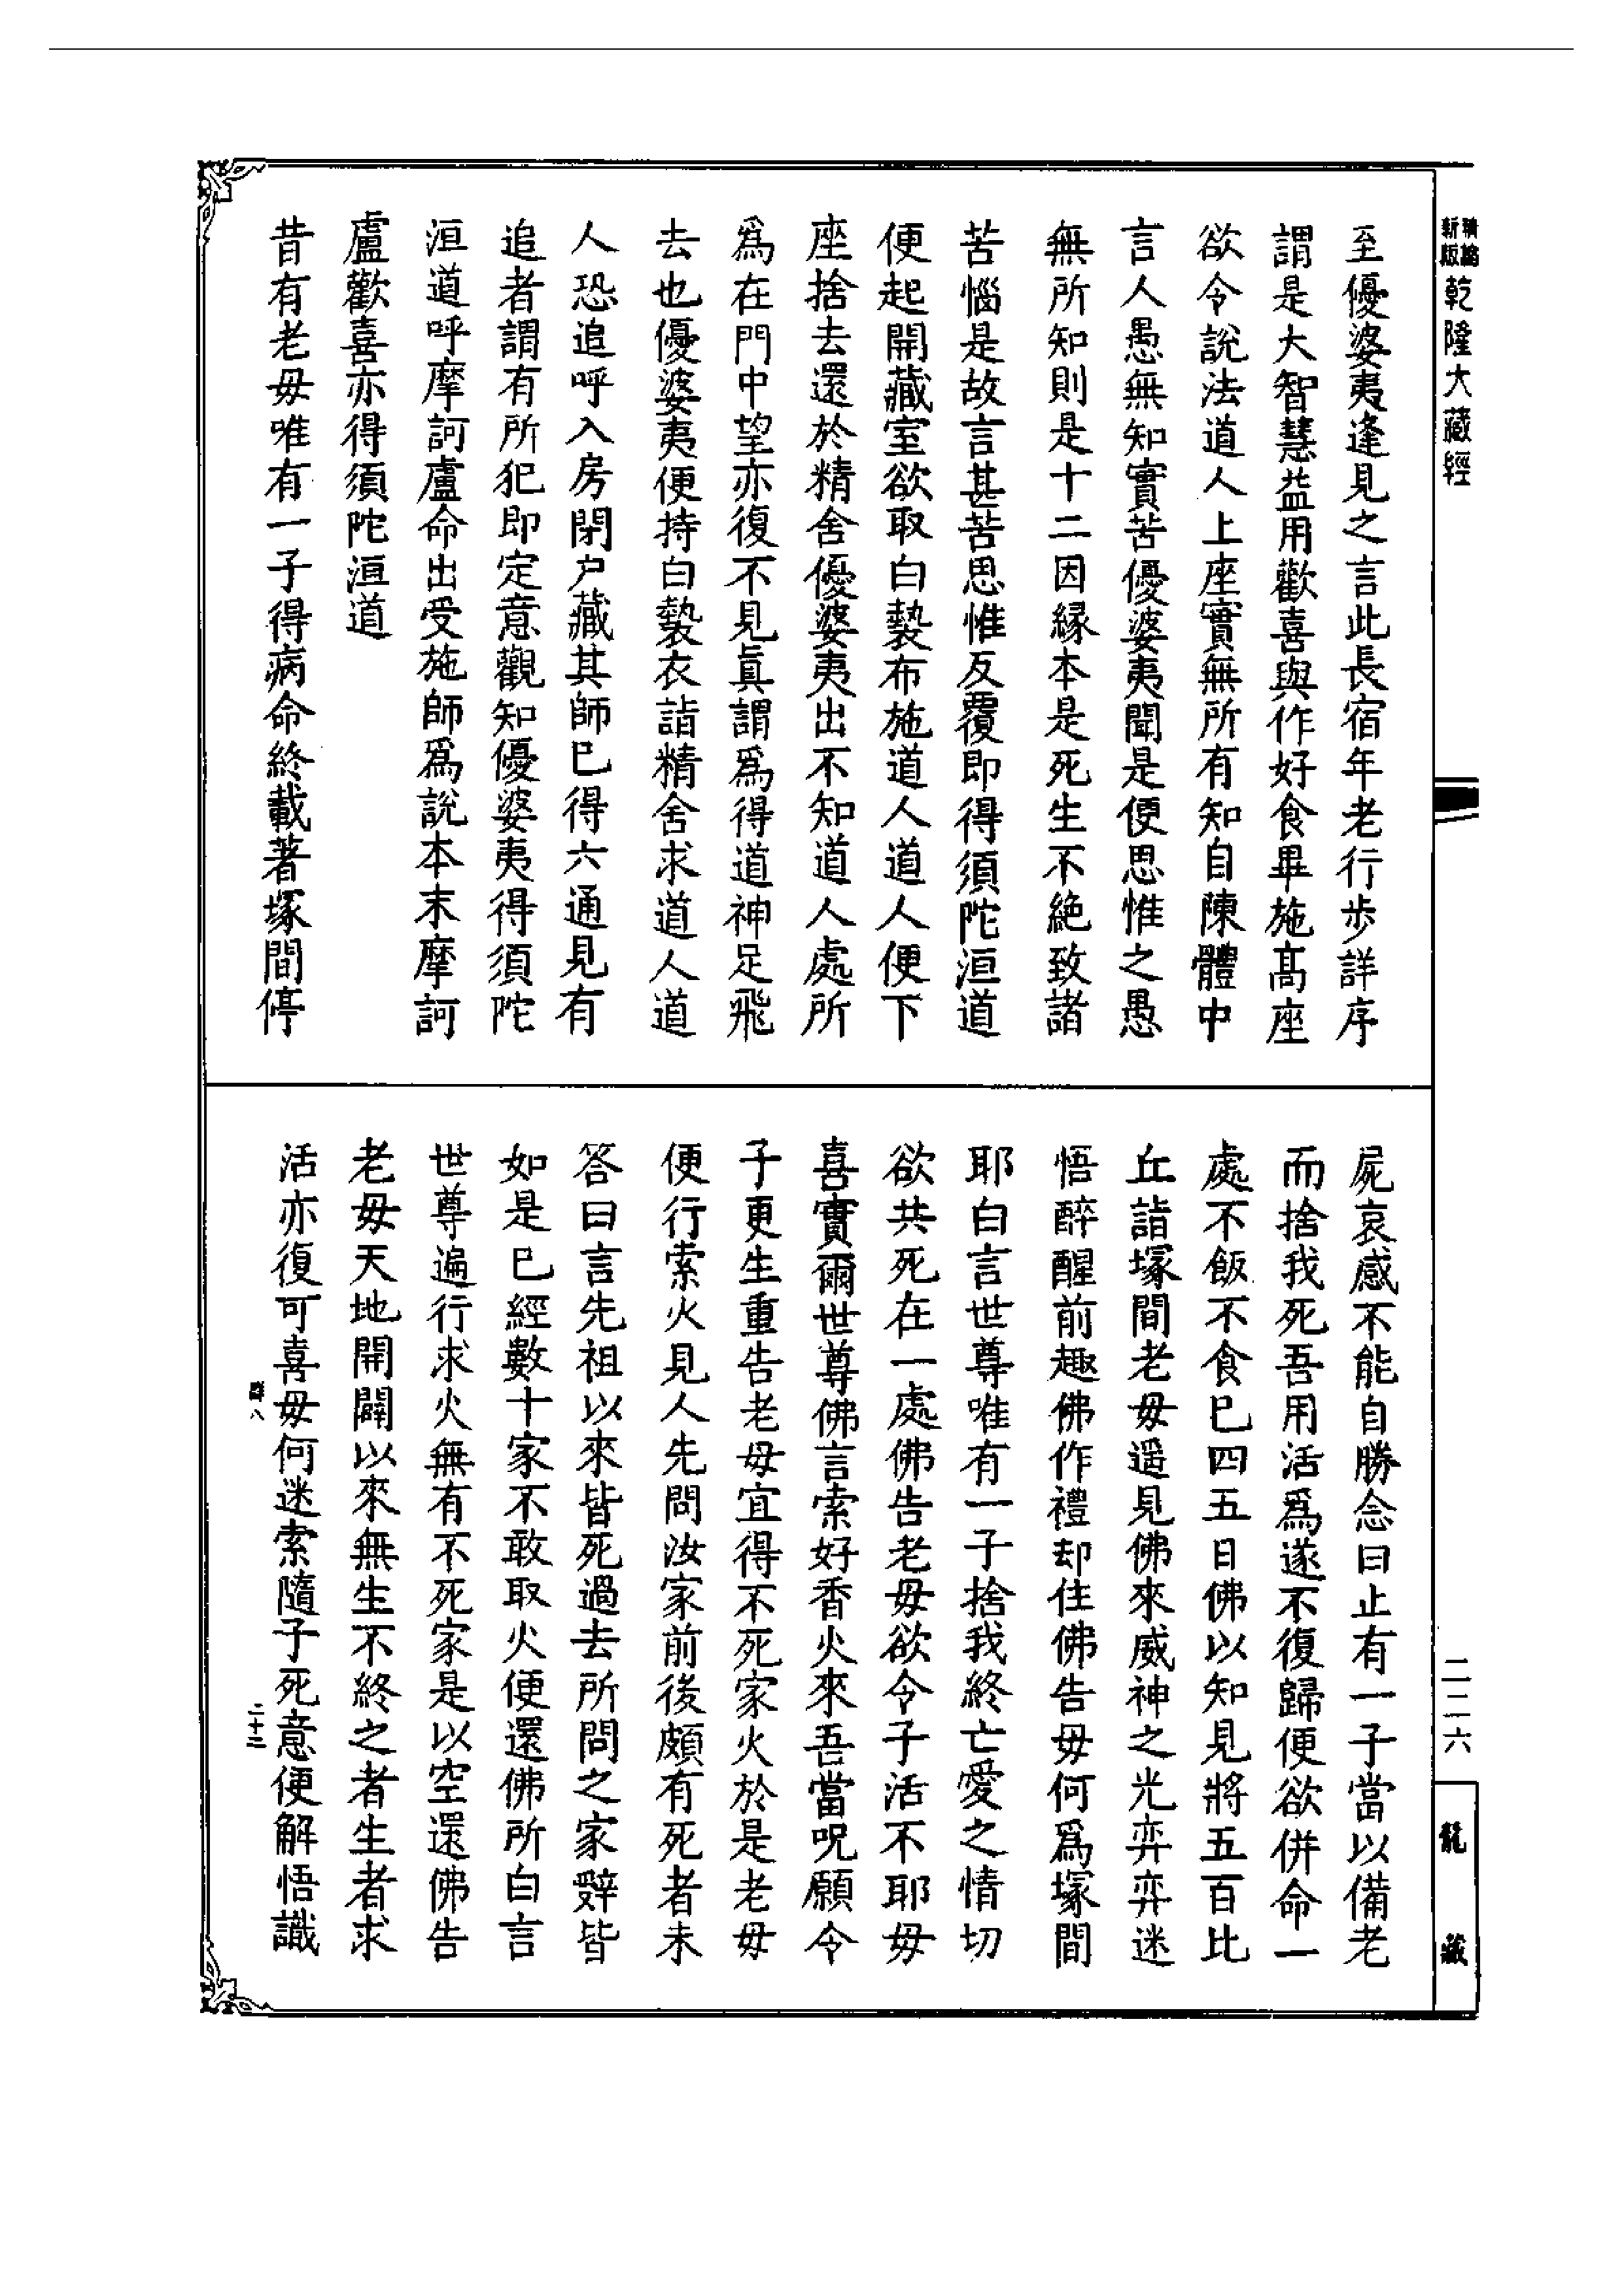 新版
精縮
乾隆大藏經
二二六
龍藏
至優婆夷逢見之言此長宿年老行步詳序
謂是大智慧益用歡喜與作好食畢施高座
欲令說法道人上座實無所有知自陳體中
言人愚無知實苦優婆夷聞是便思惟之愚
無所知則是十二因緣本是死生不絕致諸
苦惱是故言甚苦思惟反覆即得須陀洹道
便起開藏室欲取白㲲布施道人道人便下
座捨去還於精舍優婆夷出不知道人處所
為在門中望亦復不見真謂為得道神足飛
去也優婆夷便持白㲲衣詣精舍求道人道
人恐追呼入房閉戶藏其師已得六通見有
追者謂有所犯即定意觀知優婆夷得須陀
洹道呼摩訶盧命出受施師為說本末摩訶
盧歡喜亦得須陀洹道
昔有老母唯有一子得病命終載著塚間停
屍哀感不能自勝念曰止有一子當以備老
而捨我死吾用活為遂不復歸便欲併命一
處不飯不食已四五日佛以知見將五百比
丘詣塚間老母遥見佛來威神之光弈弈迷
悟醉醒前趣佛作禮却住佛告母何為塚間
耶白言世尊唯有一子捨我終亡愛之情切
欲共死在一處佛告老母欲令子活不耶母
喜實爾世尊佛言索好香火來吾當呪願令
子更生重告老母宜得不死家火於是老母
便行索火見人先問汝家前後頗有死者未
答曰言先祖以來皆死過去所問之家辭皆
如是已經數十家不敢取火便還佛所白言
世尊遍行求火無有不死家是以空還佛告
老母天地開闢以來無生不終之者生者求
活亦復可喜母何迷索隨子死意便解悟識
群八
二十三